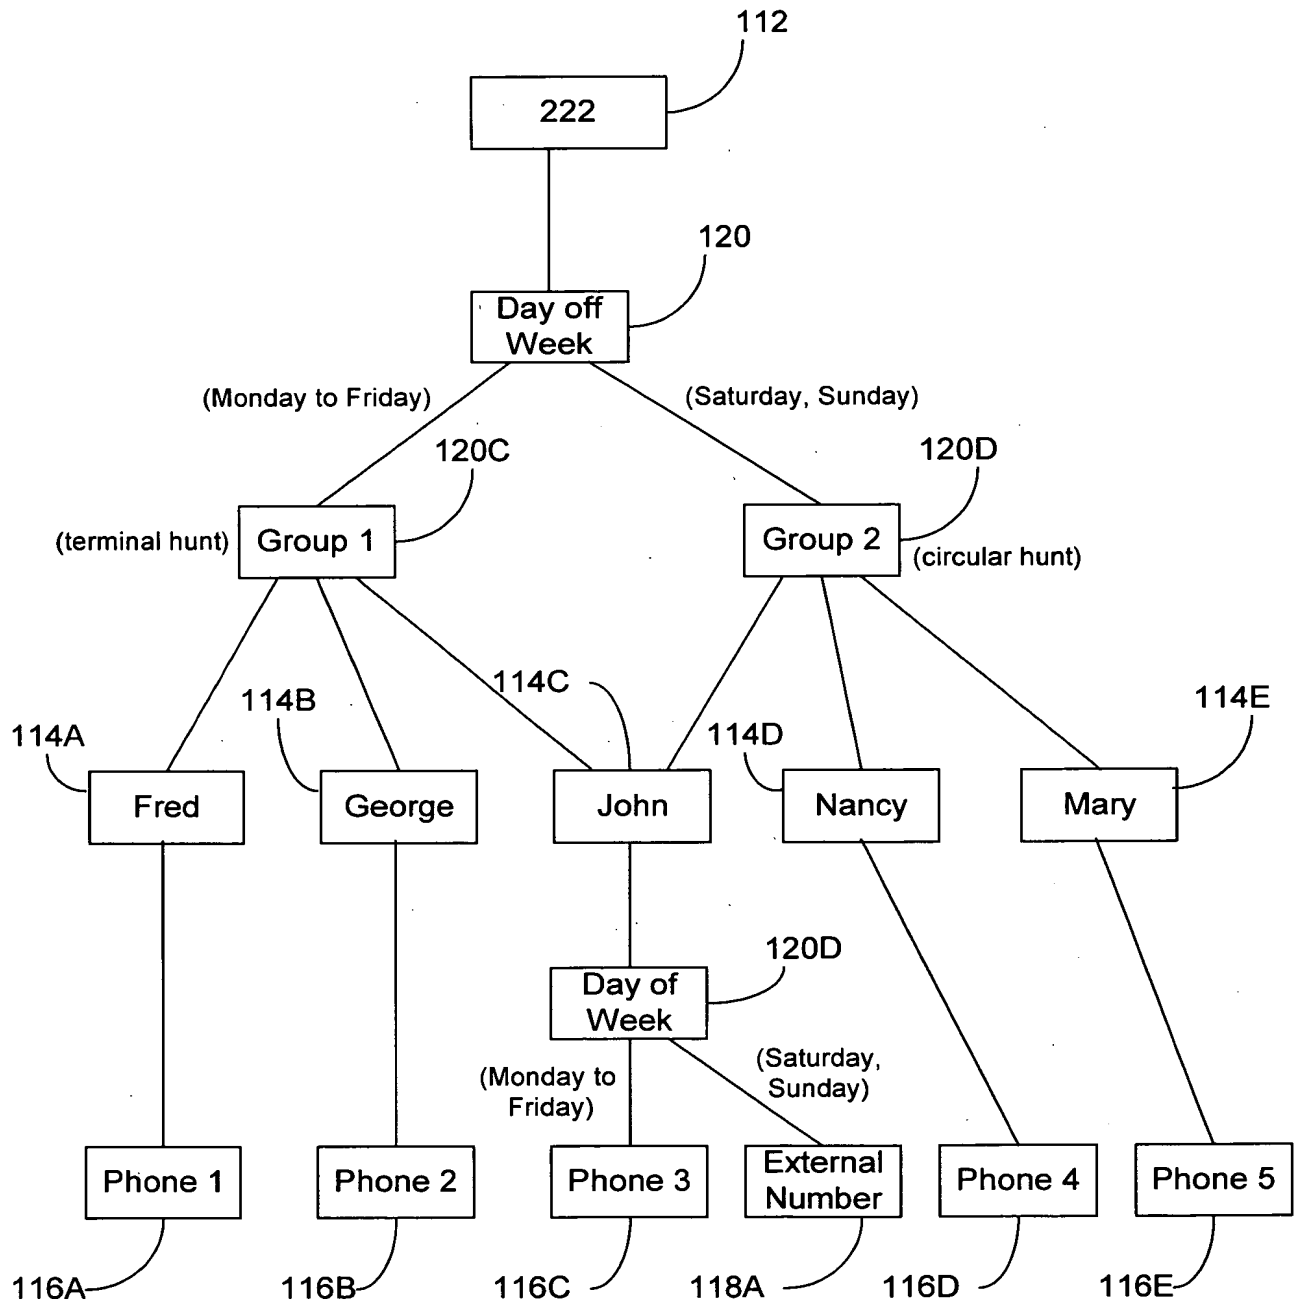 112
222
120
Day off
Week
(Monday to Friday)
(Saturday, Sunday)
120C
120D
(terminal hunt)
Group 1
Group 2
(circular hunt)
114C
114A
114B
114D
114E
Fred
George
John
Nancy
Mary
120D
Day of
Week
(Monday to
Friday)
(Saturday,
Sunday)
Phone 1
Phone 2
Phone 3
External
Number
Phone 4
Phone 5
116A
116B
116C
118A
116D
116E